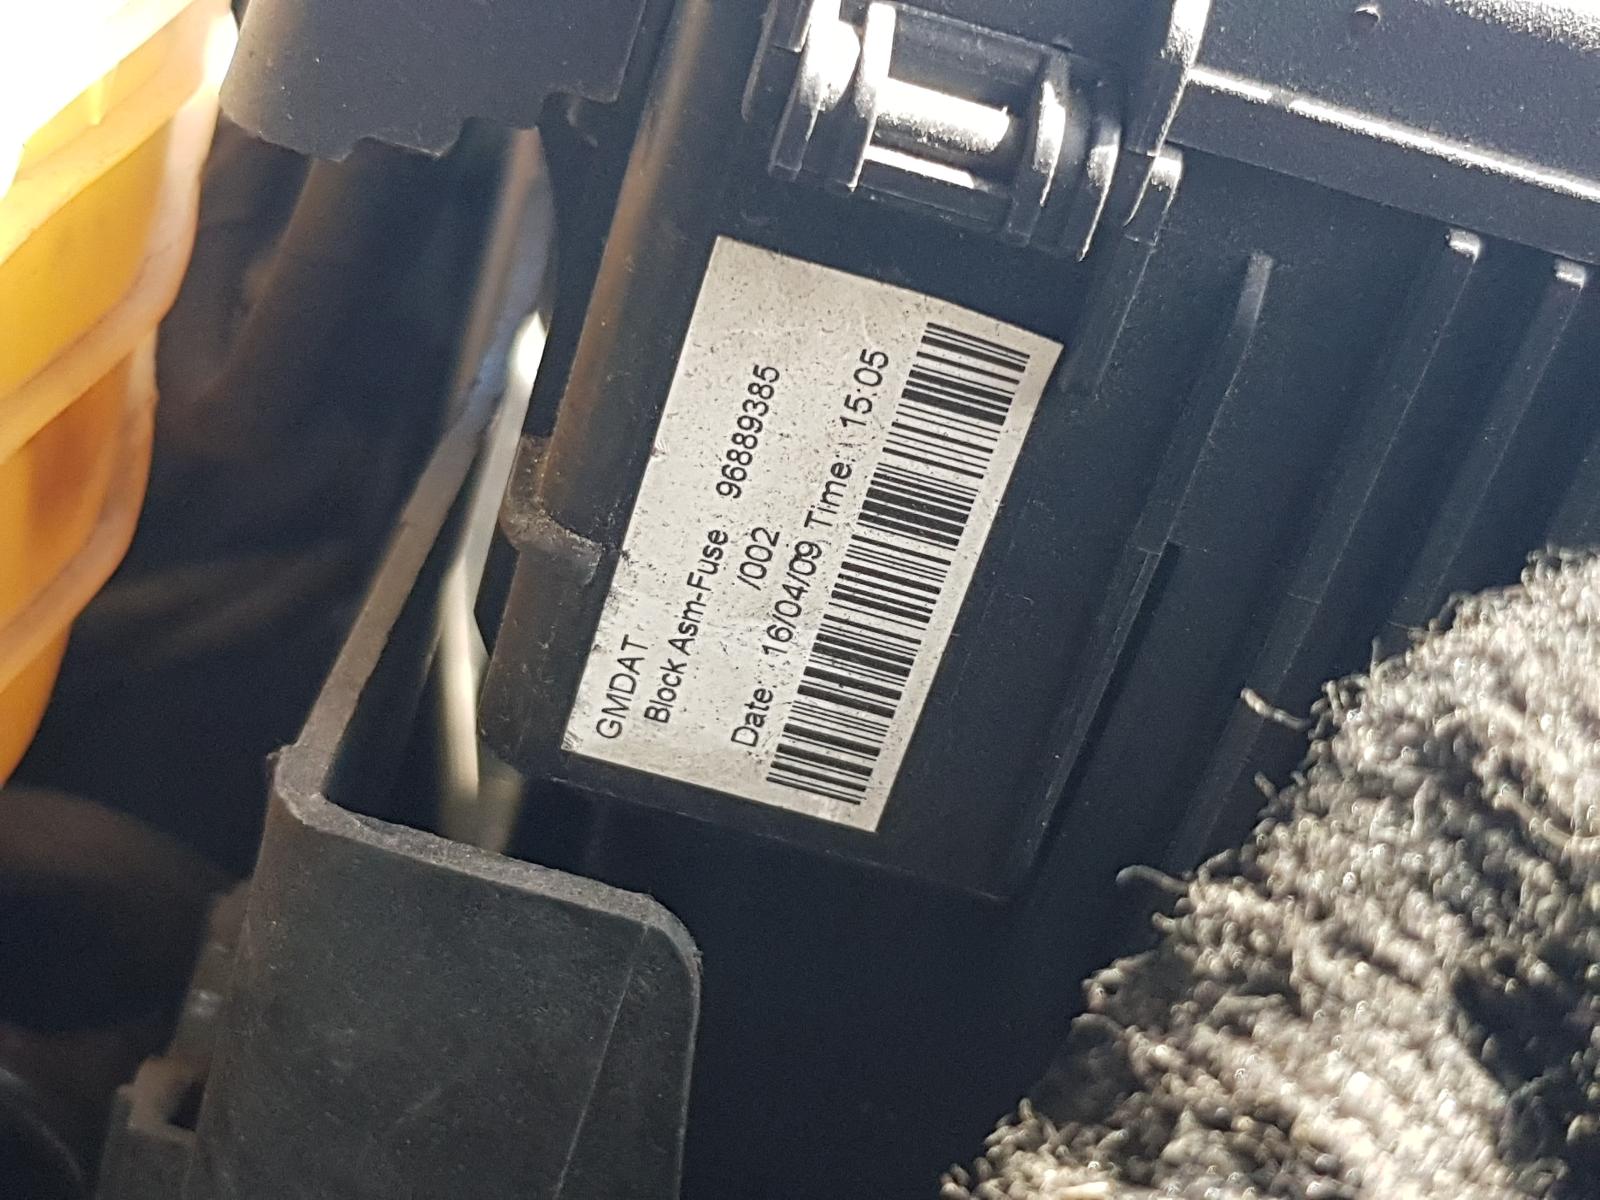 GMDAT
Block Asm-Fuse 96889385
/002
Date: 16/04/09 Time: 15:05